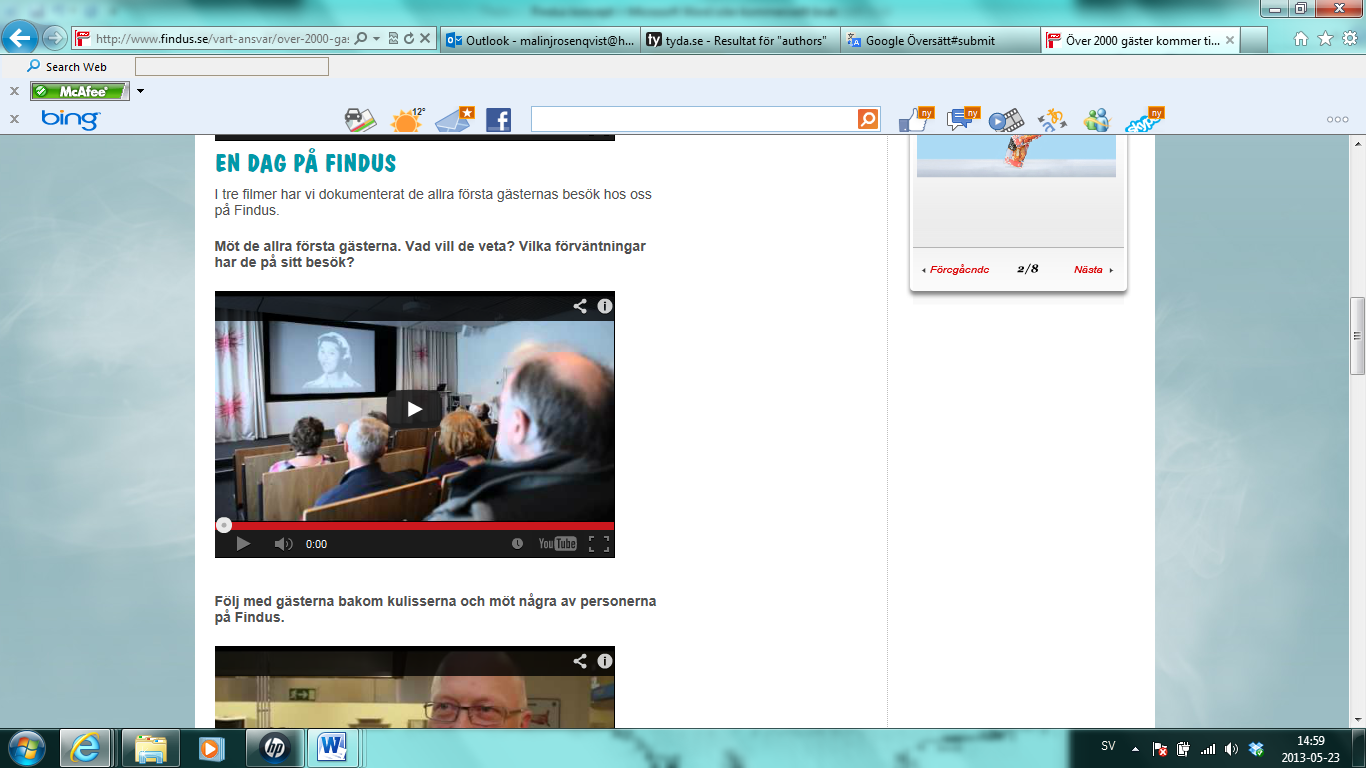 http://www.findus.se/vart-ansvar/over-2000-gas
Outlook - malinjrosenqvist@h...
tyda.se - Resultat för "authors"
Google Översätt#submit
Över 2000 gäster kommer ti...
Search Web
McAfee
bing
12°
ny
ny
ny
ny
EN DAG PÅ FINDUS
I tre filmer har vi dokumenterat de allra första gästernas besök hos oss
på Findus.
Möt de allra första gästerna. Vad vill de veta? Vilka förväntningar
har de på sitt besök?
Föregående
2/8
Nästa
0:00
YouTube
Följ med gästerna bakom kulisserna och möt några av personerna
på Findus.
hp
SV
14:59
2013-05-23